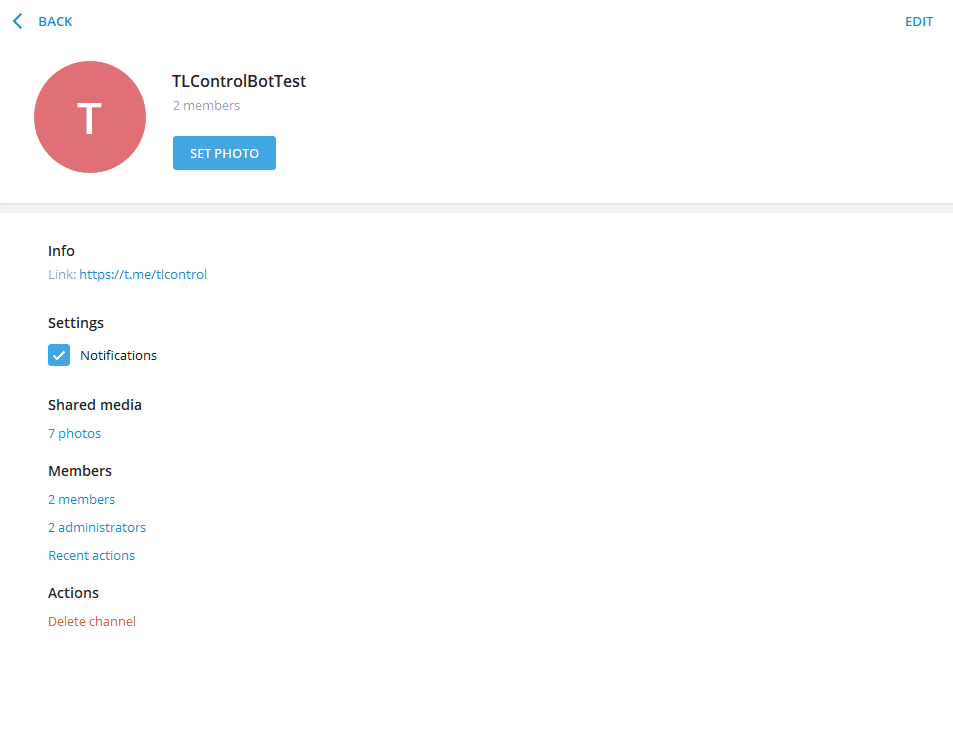 BACK
EDIT
T
TLControlBotTest
2 members
SET PHOTO
Info
Link: https://t.me/tlcontrol
Settings
Notifications
Shared media
7 photos
Members
2 members
2 administrators
Recent actions
Actions
Delete channel